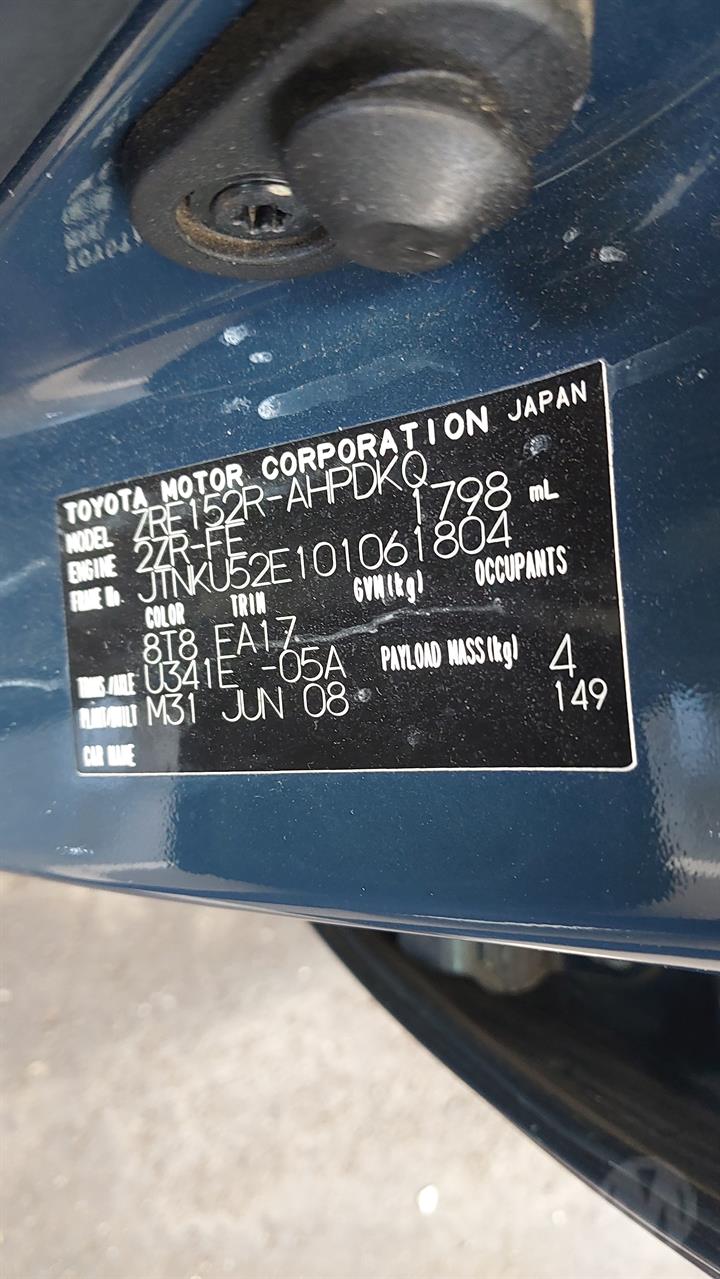 TOYOTA MOTOR CORPORATION JAPAN
MODEL ZRE152R-AHPDKQ
ENGINE 2ZR-FE 1798 mL
FRAME No. JTNKU52E101061804
COLOR TRIM GVM(kg) OCCUPANTS
8T8 EA17 4
TRANS/AXLE U341E -05A PAYLOAD MASS(kg) 149
PLANT/BUILT M31 JUN 08
CAR NAME